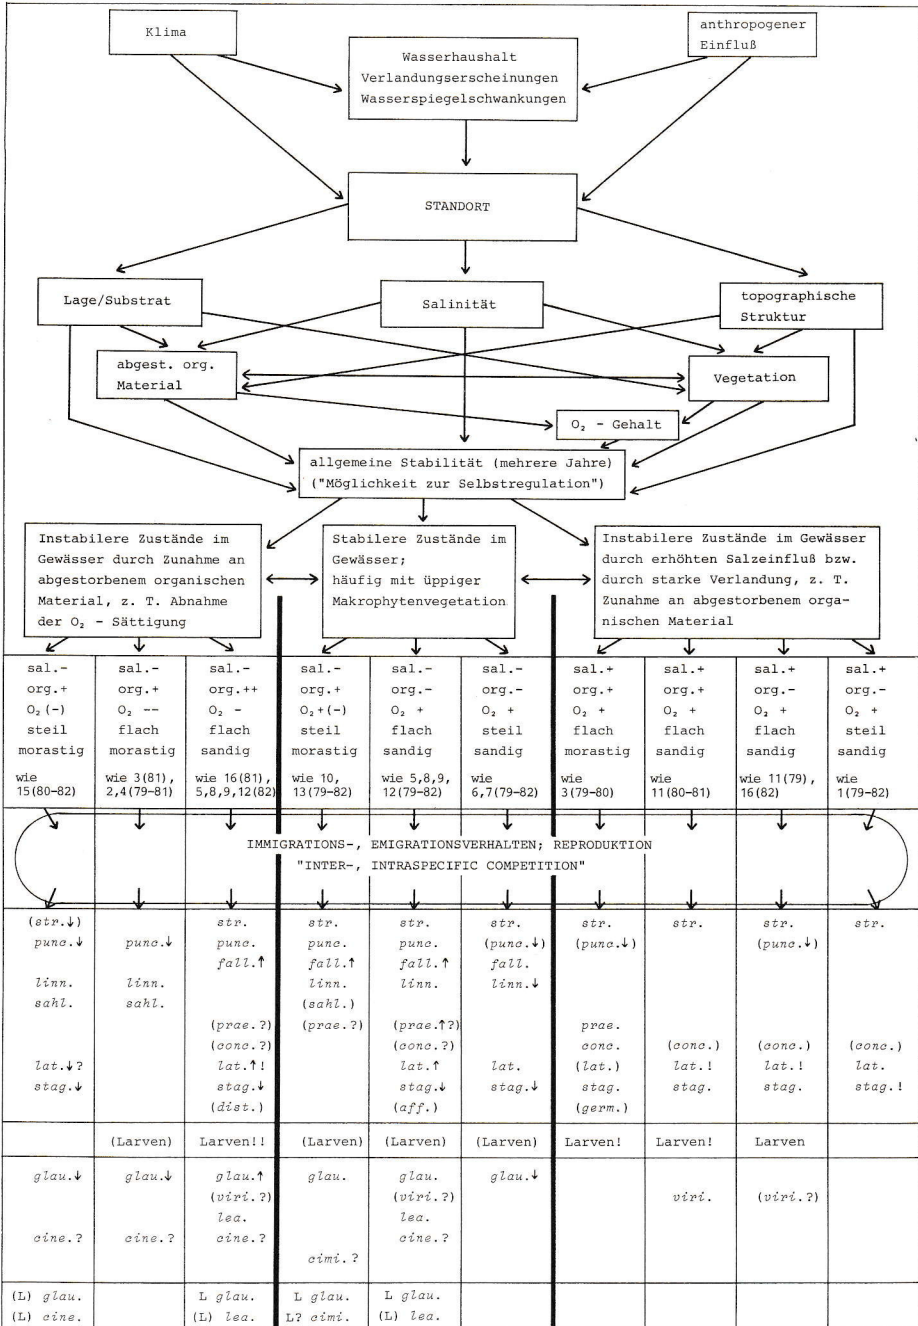 Klima
anthropogener
Einfluß
Wasserhaushalt
Verlandungserscheinungen
Wasserspiegelschwankungen
STANDORT
Lage/Substrat
Salinität
topographische
Struktur
abgest. org.
Material
Vegetation
O₂ - Gehalt
allgemeine Stabilität (mehrere Jahre)
("Möglichkeit zur Selbstregulation")
Instabilere Zustände im
Gewässer durch Zunahme an
abgestorbenem organischen
Material, z. T. Abnahme
der O₂ - Sättigung
Stabilere Zustände im
Gewässer;
häufig mit üppiger
Makrophytenvegetation
Instabilere Zustände im Gewässer
durch erhöhten Salzeinfluß bzw.
durch starke Verlandung, z. T.
Zunahme an abgestorbenem orga-
nischen Material
sal.- sal.- sal.- sal.- sal.- sal.- sal.+ sal.+ sal.+ sal.+
org.+ org.+ org.++ org.+ org.- org.- org.+ org.+ org.- org.-
O₂(-) O₂ -- O₂ - O₂+(-) O₂ + O₂ + O₂ + O₂ + O₂ + O₂ +
steil flach flach steil flach steil flach flach flach steil
morastig morastig sandig morastig sandig sandig morastig sandig sandig sandig
wie wie 3(81), wie 16(81), wie 10, wie 5,8,9, wie wie wie wie 11(79), wie
15(80-82) 2,4(79-81) 5,8,9,12(82) 13(79-82) 12(79-82) 6,7(79-82) 3(79-80) 11(80-81) 16(82) 1(79-82)
IMMIGRATIONS-, EMIGRATIONSVERHALTEN; REPRODUKTION
"INTER-, INTRASPECIFIC COMPETITION"
(str.↓) str. str. str. str. str. str. str. str.
punc.↓ punc.↓ punc. punc. punc. (punc.↓) (punc.↓) (punc.↓)
fall.↑ fall.↑ fall.↑ fall.
linn. linn. linn. linn. linn.↓
sahl. sahl. (sahl.)
(prae.?) (prae.?) (prae.↑?) prae.
(conc.?) (conc.?) conc. (conc.) (conc.) (conc.)
lat.↓? lat.↑! lat.↑ lat. (lat.) lat.! lat.! lat.
stag.↓ stag.↓ stag.↓ stag.↓ stag. stag. stag. stag.!
(dist.) (aff.) (germ.)
(Larven) Larven!! (Larven) (Larven) (Larven) Larven! Larven! Larven
glau.↓ glau.↓ glau.↑ glau. glau. glau.↓
(viri.?) (viri.?) viri. (viri.?)
lea. lea.
cine.? cine.? cine.? cine.?
cimi.?
(L) glau. L glau. L glau. L glau.
(L) cine. (L) lea. L? cimi. (L) lea.